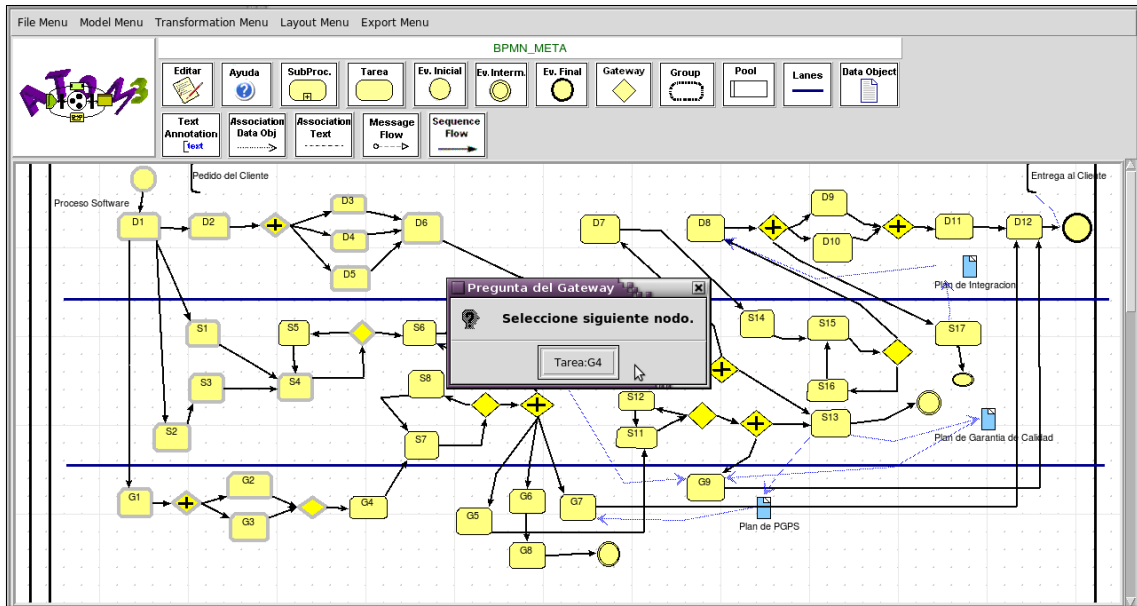 File Menu Model Menu Transformation Menu Layout Menu Export Menu
BPMN_META
AToM3
Editar Ayuda SubProc. Tarea Ev. Inicial Ev. Interm. Ev. Final Gateway Group Pool Lanes Data Object
Text Annotation Association Data Obj Association Text Message Flow Sequence Flow
[text
Pedido del Cliente
Entrega al Cliente
Proceso Software
D1 D2 D3 D4 D5 D6 D7 D8 D9 D10 D11 D12
Plan de Integracion
Pregunta del Gateway
Seleccione siguiente nodo.
Tarea:G4
S1 S2 S3 S4 S5 S6 S7 S8 S11 S12 S13 S14 S15 S16 S17
Plan de Garantia de Calidad
G1 G2 G3 G4 G5 G6 G7 G8 G9
Plan de PGPS